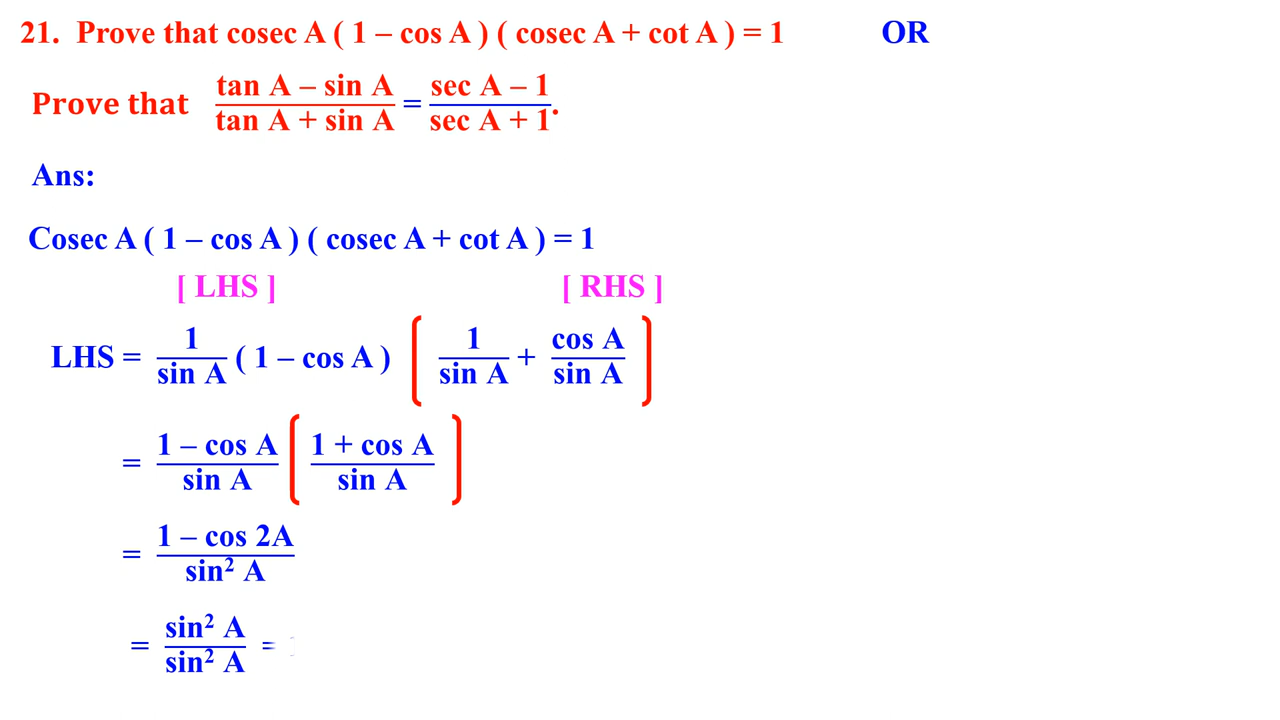 21. Prove that cosec A ( 1 – cos A ) ( cosec A + cot A ) = 1 OR
Prove that tan A – sin A / tan A + sin A = sec A – 1 / sec A + 1.
Ans:
Cosec A ( 1 – cos A ) ( cosec A + cot A ) = 1
[ LHS ] [ RHS ]
LHS = 1 / sin A ( 1 – cos A ) [ 1 / sin A + cos A / sin A ]
= 1 – cos A / sin A [ 1 + cos A / sin A ]
= 1 – cos 2A / sin² A
= sin² A / sin² A =